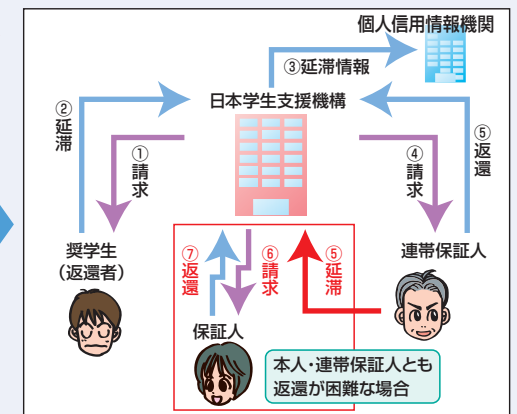 個人信用情報機関
③延滞情報
日本学生支援機構
②延滞
①請求
④請求
⑤返還
奨学生
（返還者）
連帯保証人
⑦返還
⑥請求
⑤延滞
保証人
本人・連帯保証人とも
返還が困難な場合